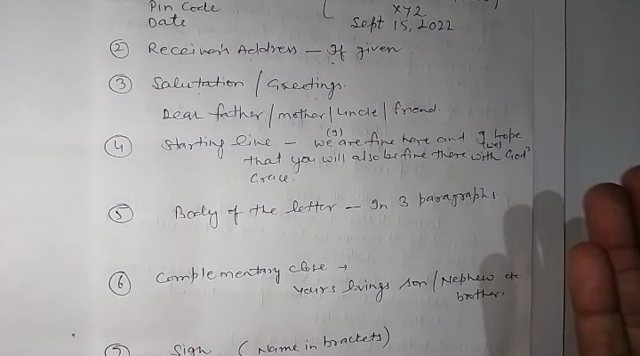 Pin Code
XYZ
Date
Sept 15, 2022
② Receiver's Address – If given
③ Salutation / Greetings.
Dear father / mother / uncle / friend.
④ Starting line – we (I) are fine here and I (we) hope
that you will also be fine there with God
Grace.
⑤ Body of the letter – In 3 paragraphs
⑥ Complementary close →
Yours livings son / Nephew etc.
brother.
⑦ Sign (Name in brackets)